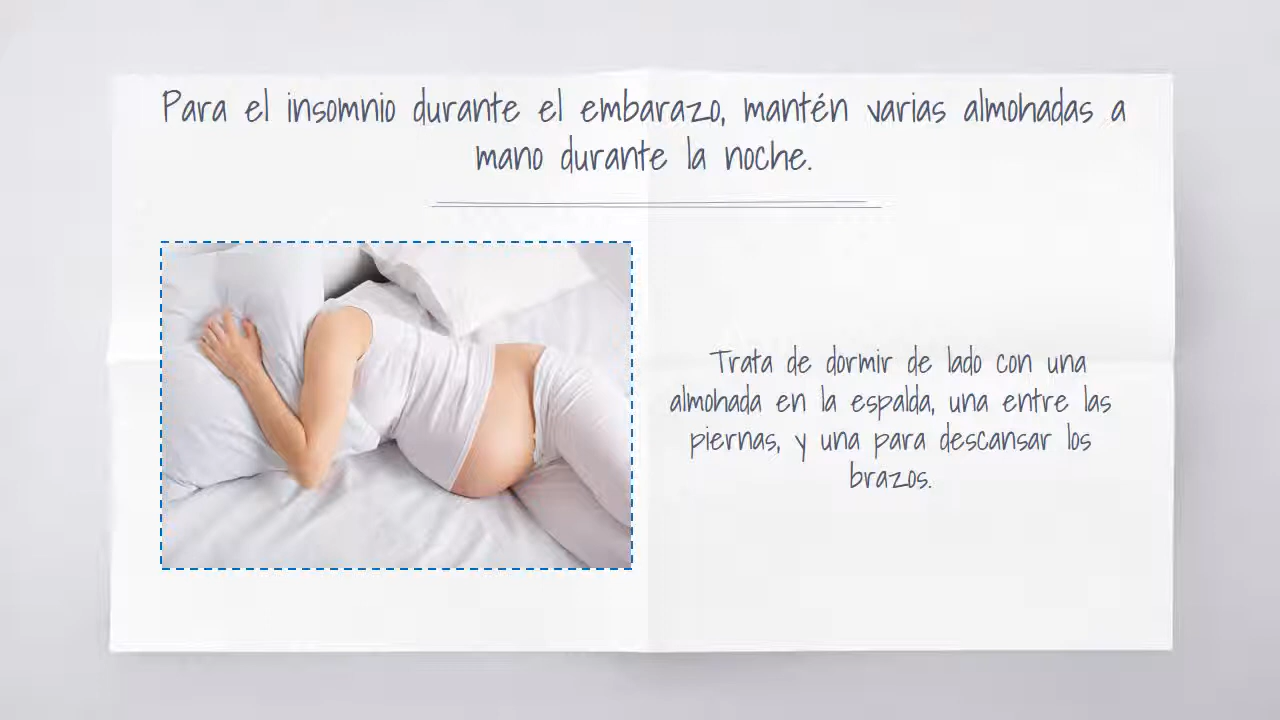 Para el insomnio durante el embarazo, mantén varias almohadas a
mano durante la noche.
Trata de dormir de lado con una
almohada en la espalda, una entre las
piernas, y una para descansar los
brazos.